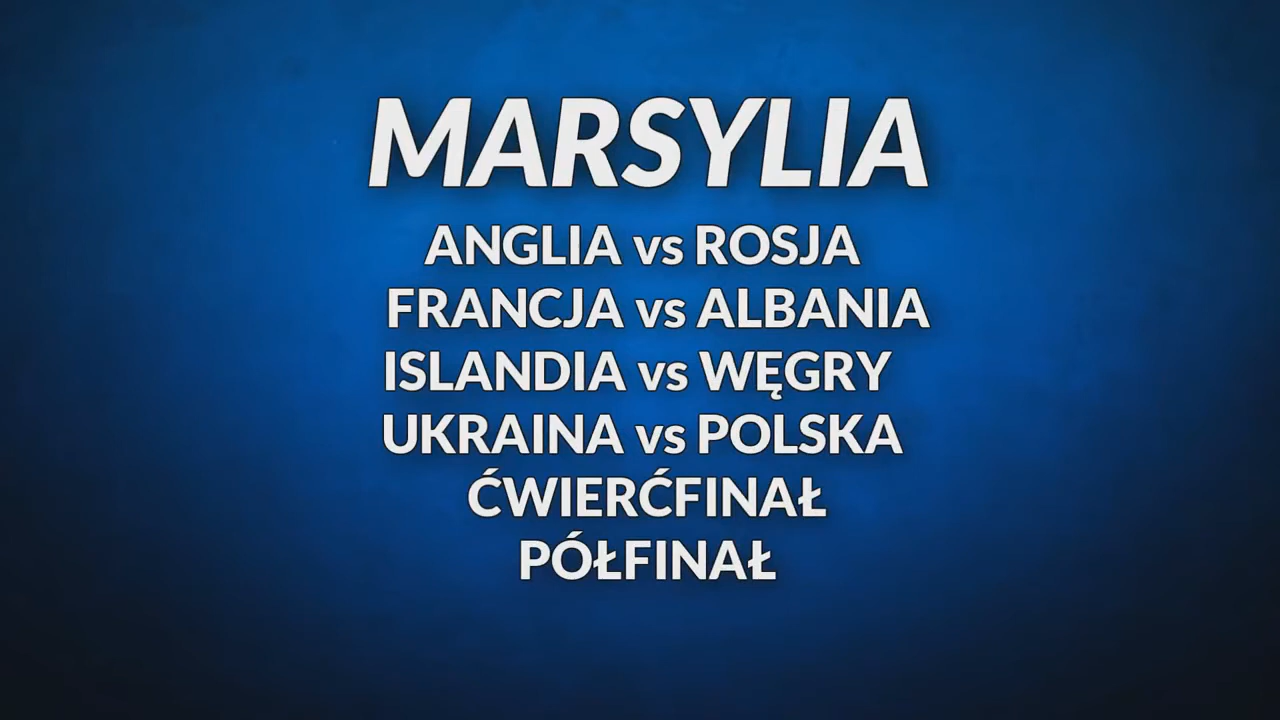 MARSYLIA
ANGLIA vs ROSJA
FRANCJA vs ALBANIA
ISLANDIA vs WĘGRY
UKRAINA vs POLSKA
ĆWIERĆFINAŁ
PÓŁFINAŁ